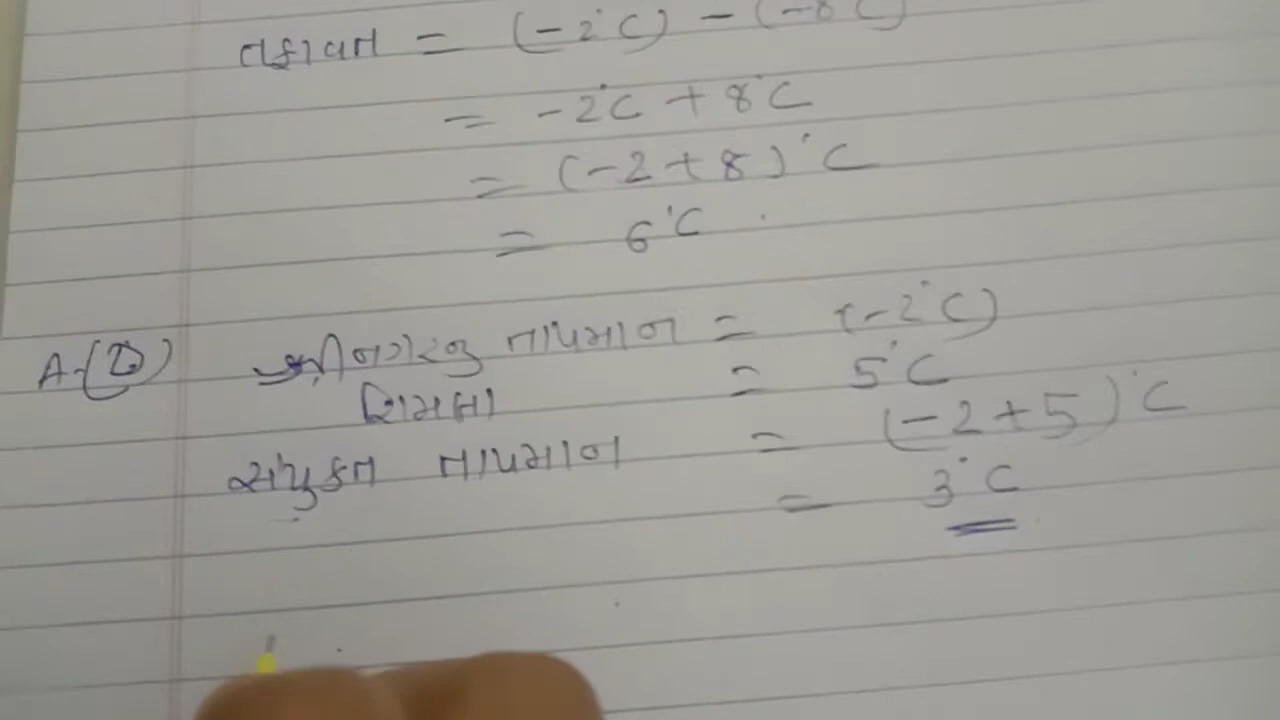 તફાવત = (-2°C) - (-8°C)
= -2°C + 8°C
= (-2+8)°C
= 6°C
A-(D) શ્રીનગરનુ તાપમાન = (-2°C)
શિમલા = 5°C
સંયુક્ત તાપમાન = (-2+5)°C
= 3°C